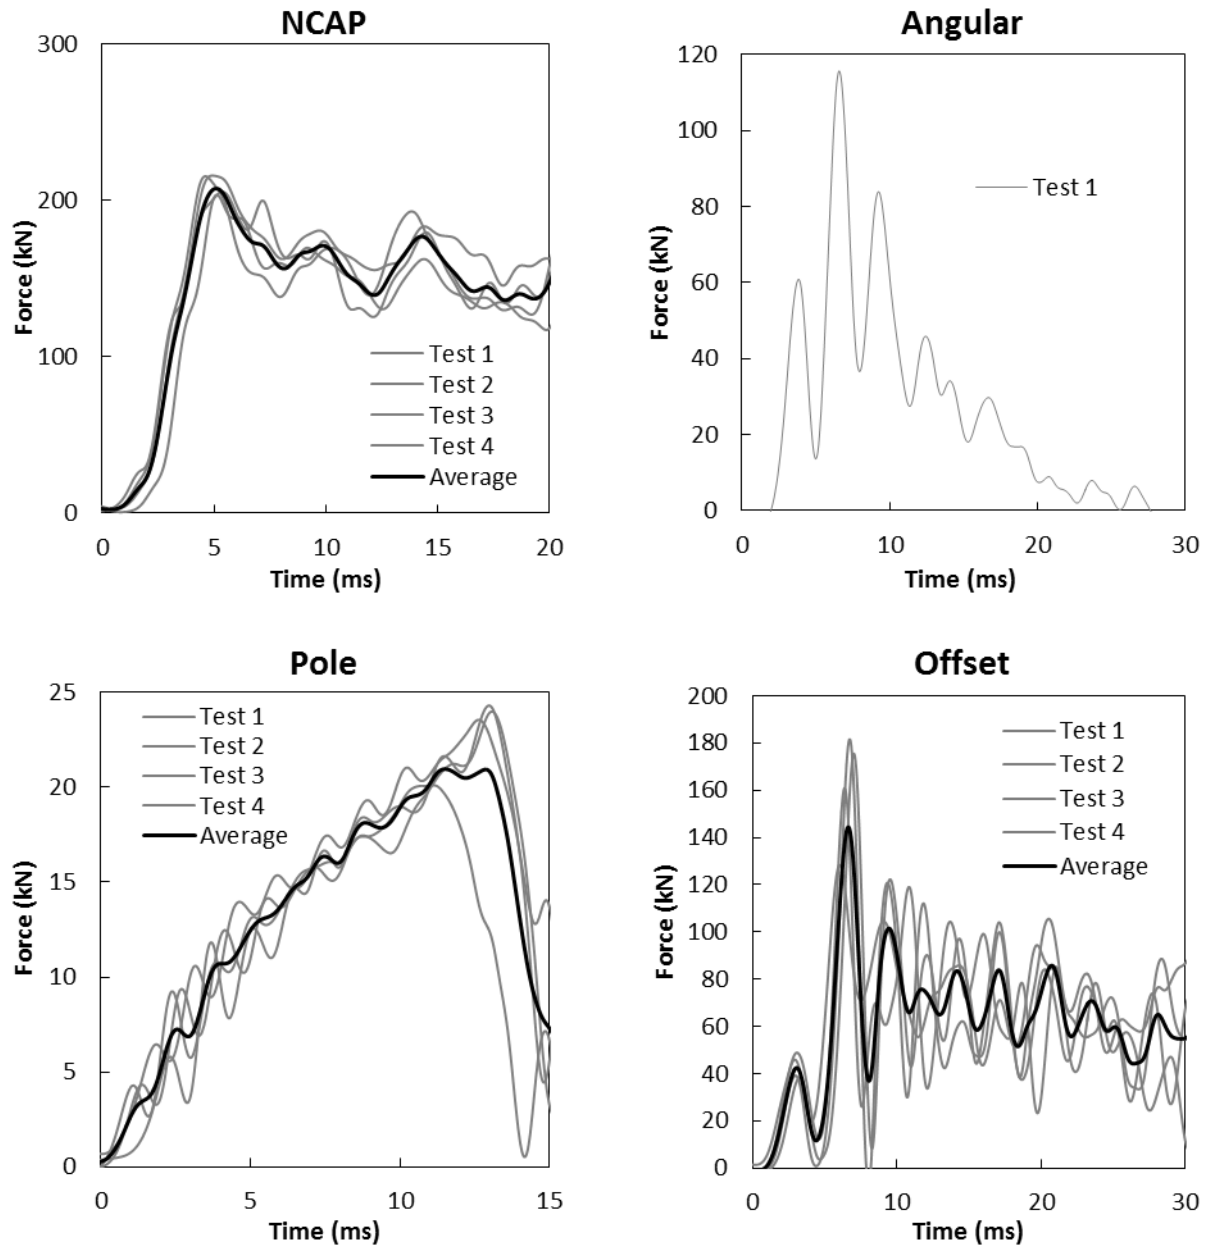 NCAP
300
200
100
0
Force (kN)
Test 1
Test 2
Test 3
Test 4
Average
0 5 10 15 20
Time (ms)
Angular
120
100
80
60
40
20
0
Force (kN)
Test 1
0 10 20 30
Time (ms)
Pole
25
20
15
10
5
0
Force (kN)
Test 1
Test 2
Test 3
Test 4
Average
0 5 10 15
Time (ms)
Offset
200
180
160
140
120
100
80
60
40
20
0
Force (kN)
Test 1
Test 2
Test 3
Test 4
Average
0 10 20 30
Time (ms)